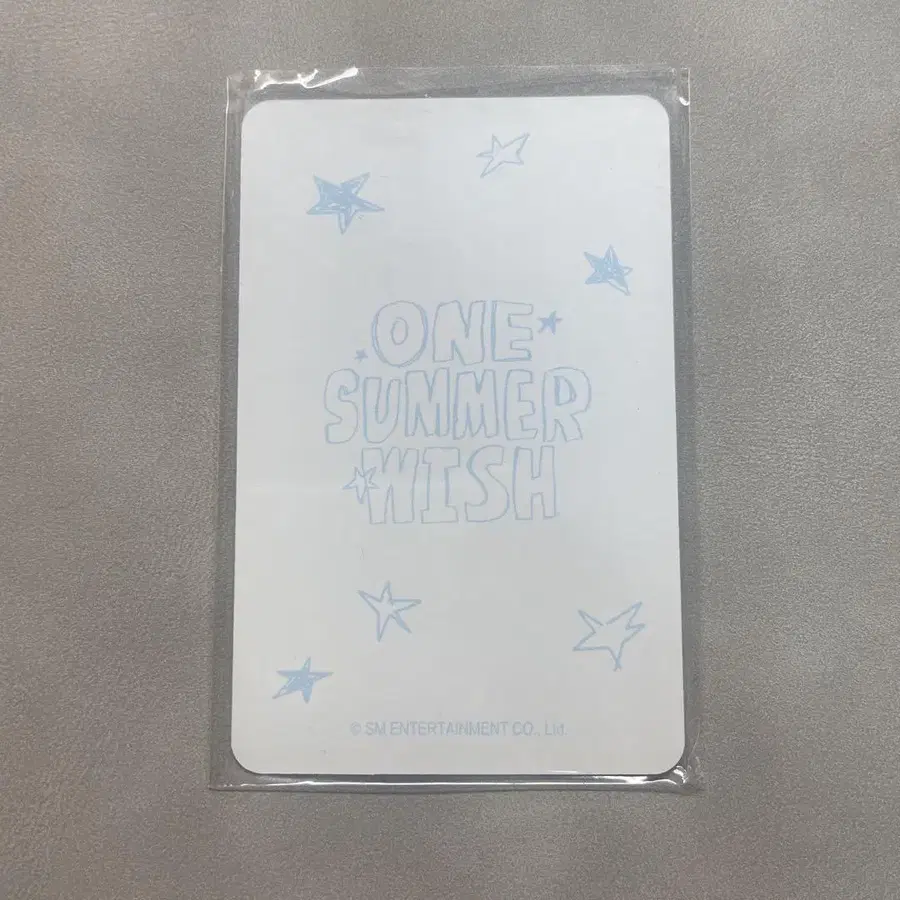 ONE
SUMMER
WISH
© SM ENTERTAINMENT CO., Ltd.